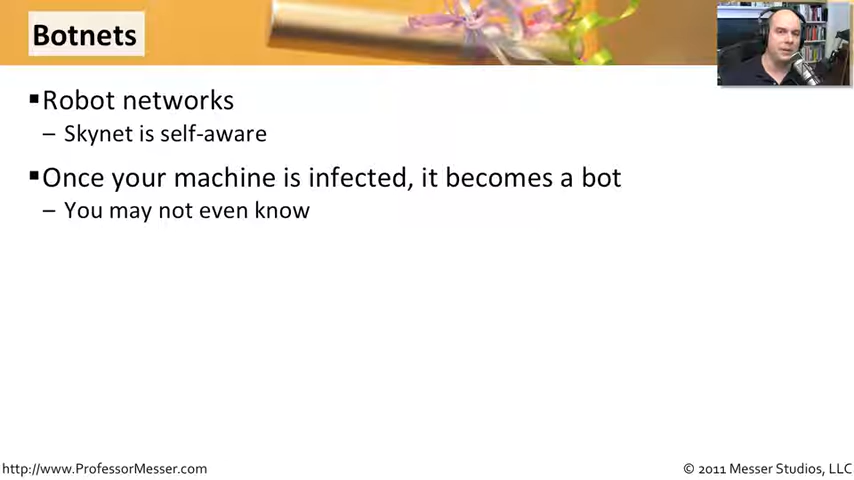 Botnets
▪Robot networks
– Skynet is self-aware
▪Once your machine is infected, it becomes a bot
– You may not even know
http://www.ProfessorMesser.com
© 2011 Messer Studios, LLC